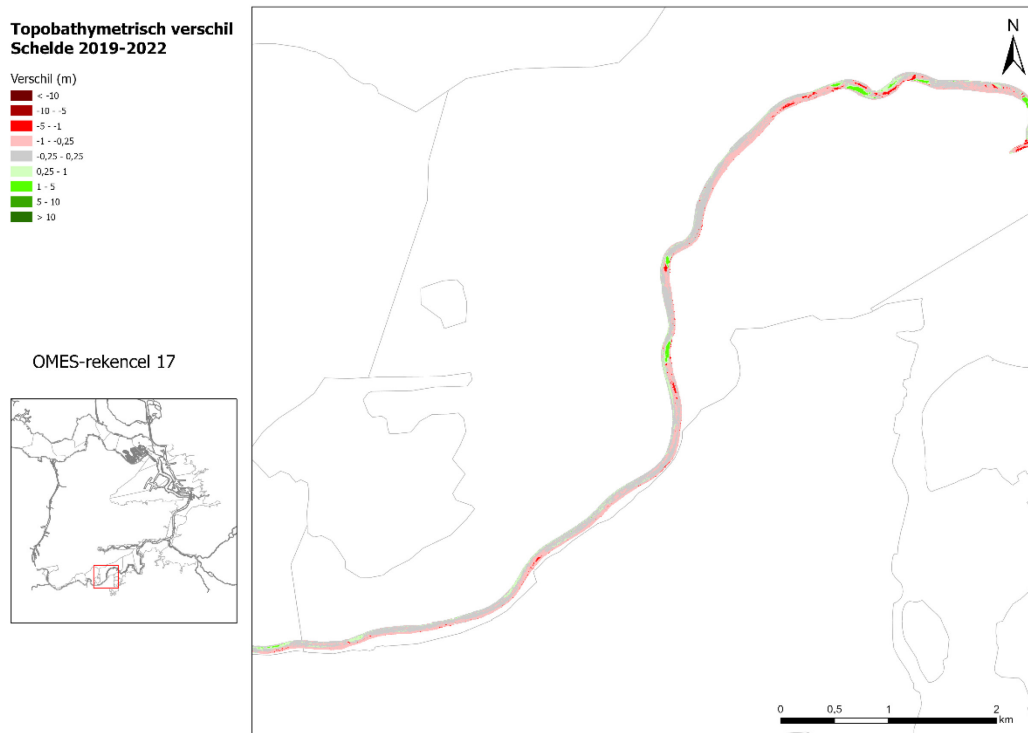 Topobathymetrisch verschil
Schelde 2019-2022
Verschil (m)
< -10
-10 - -5
-5 - -1
-1 - -0,25
-0,25 - 0,25
0,25 - 1
1 - 5
5 - 10
> 10
OMES-rekencel 17
N
0 0,5 1 2
km